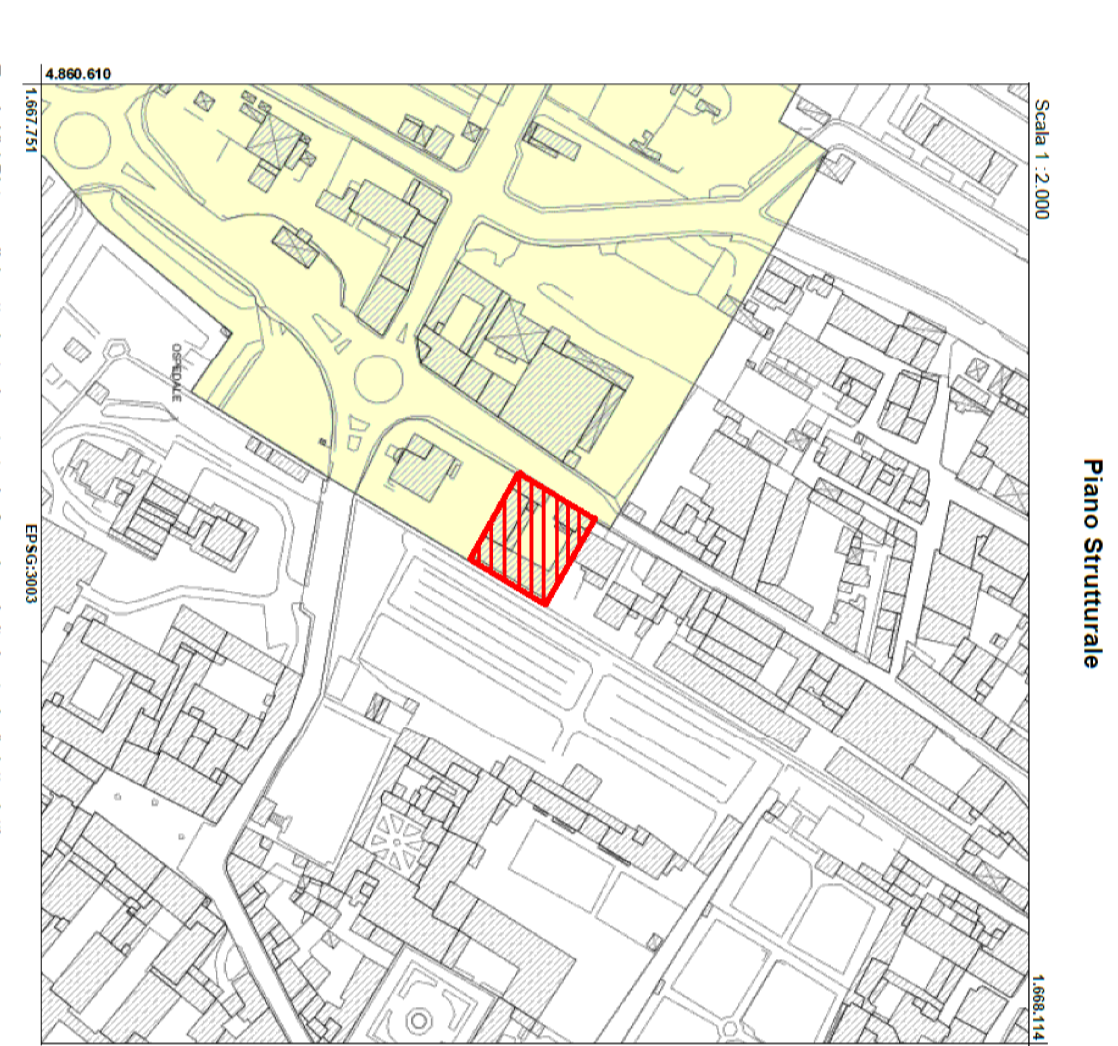 Piano Strutturale
Scala 1 :2.000
4.860.610
1.667.751
OSPEDALE
EPSG:3003
1.668.114